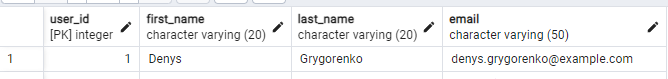 user_id first_name last_name email
[PK] integer character varying (20) character varying (20) character varying (50)
1 1 Denys Grygorenko denys.grygorenko@example.com